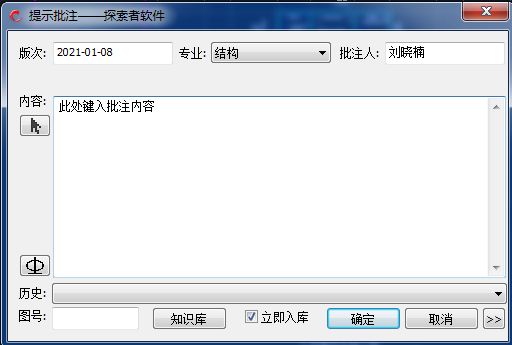 提示批注——探索者软件
版次: 2021-01-08 专业: 结构 批注人: 刘晓楠
内容: 此处键入批注内容
历史:
图号: 知识库 立即入库 确定 取消 >>